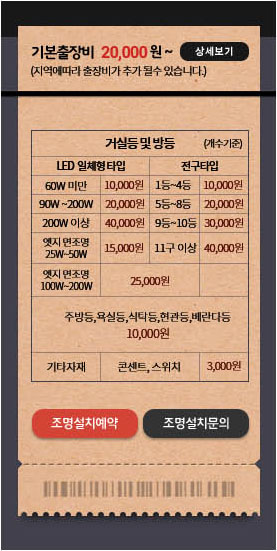 기본출장비 20,000원~ 상세보기
(지역에따라 출장비가 추가 될수 있습니다.)
거실등 및 방등 (개수기준)
LED 일체형 타입 전구타입
60W 미만 10,000원 1등~4등 10,000원
90W ~200W 20,000원 5등~8등 20,000원
200W 이상 40,000원 9등~10등 30,000원
엣지 면조명
25W~50W 15,000원 11구 이상 40,000원
엣지 면조명
100W~200W 25,000원
주방등,욕실등,식탁등,현관등,베란다등
10,000원
기타자재 콘센트, 스위치 3,000원
조명설치예약 조명설치문의